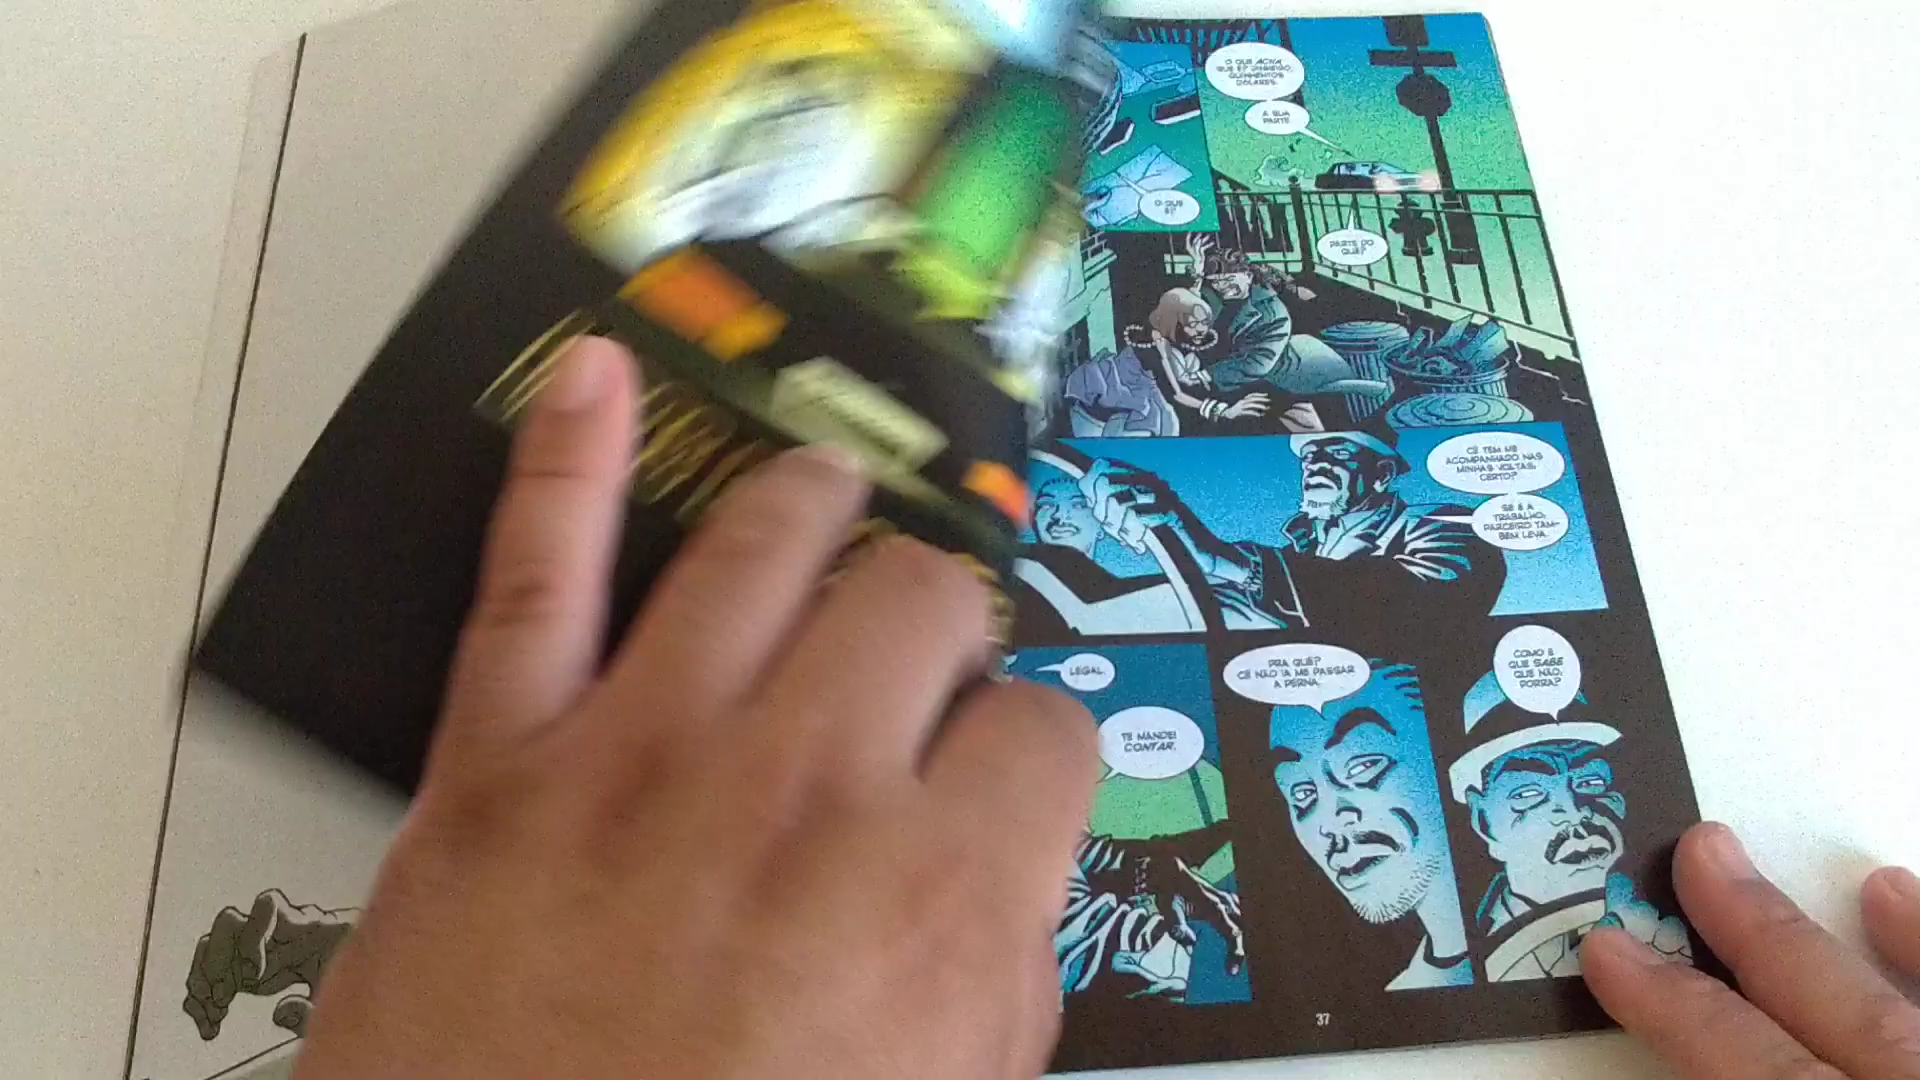 O QUE ACHA
QUE É? DINHEIRO,
QUINHENTOS
DÓLARES.
A SUA
PARTE.
O QUE
É?
PARTE DO
QUÊ?
CÊ TEM ME
ACOMPANHADO NAS
MINHAS VOLTAS,
CERTO?
SE É A
TRABALHO,
PARCEIRO TAM-
BÉM LEVA.
LEGAL.
TE MANDEI
CONTAR.
PRA QUÊ?
CÊ NÃO IA ME PASSAR
A PERNA.
COMO É
QUE SABE
QUE NÃO,
PORRA?
37